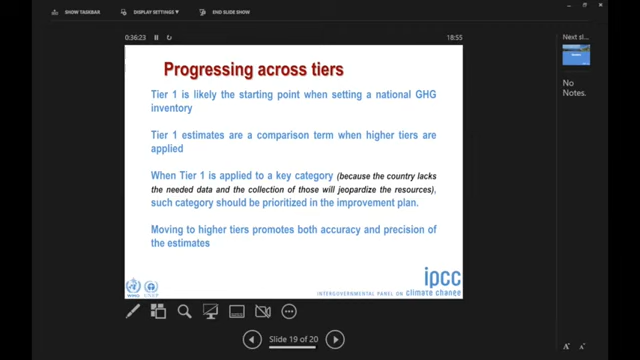 SHOW TASKBAR
DISPLAY SETTINGS ▾
END SLIDE SHOW
0:36:23
18:55
Next sl
No
Notes.
Progressing across tiers
Tier 1 is likely the starting point when setting a national GHG
inventory
Tier 1 estimates are a comparison term when higher tiers are
applied
When Tier 1 is applied to a key category (because the country lacks
the needed data and the collection of those will jeopardize the resources),
such category should be prioritized in the improvement plan.
Moving to higher tiers promotes both accuracy and precision of
the estimates
WMO
UNEP
ipcc
INTERGOVERNMENTAL PANEL ON climate change
Slide 19 of 20
A
A